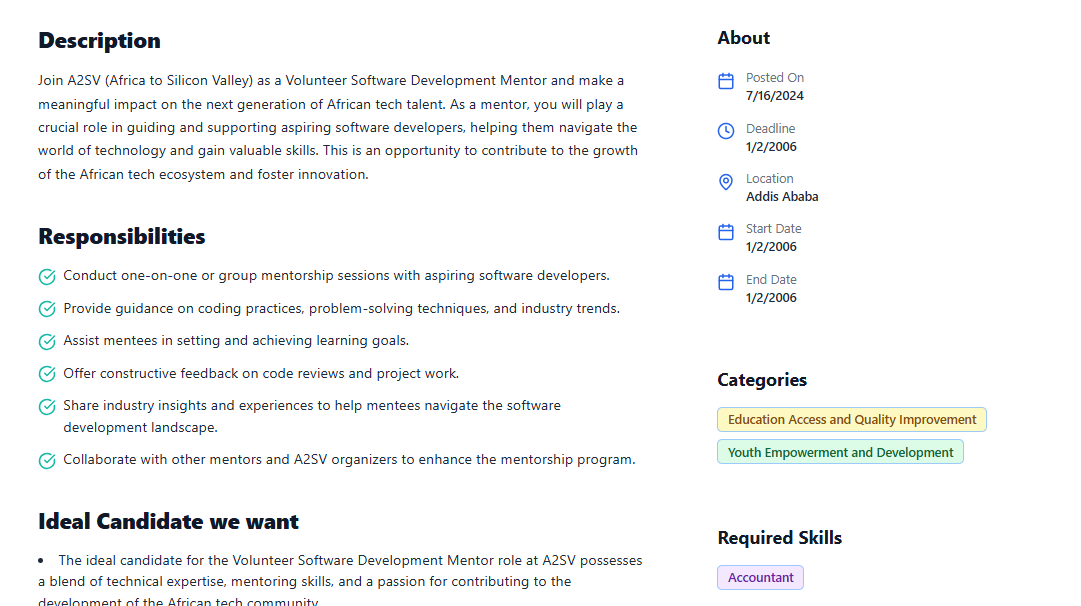 Description
Join A2SV (Africa to Silicon Valley) as a Volunteer Software Development Mentor and make a
meaningful impact on the next generation of African tech talent. As a mentor, you will play a
crucial role in guiding and supporting aspiring software developers, helping them navigate the
world of technology and gain valuable skills. This is an opportunity to contribute to the growth
of the African tech ecosystem and foster innovation.
Responsibilities
Conduct one-on-one or group mentorship sessions with aspiring software developers.
Provide guidance on coding practices, problem-solving techniques, and industry trends.
Assist mentees in setting and achieving learning goals.
Offer constructive feedback on code reviews and project work.
Share industry insights and experiences to help mentees navigate the software
development landscape.
Collaborate with other mentors and A2SV organizers to enhance the mentorship program.
Ideal Candidate we want
• The ideal candidate for the Volunteer Software Development Mentor role at A2SV possesses
a blend of technical expertise, mentoring skills, and a passion for contributing to the
development of the African tech community.
About
Posted On
7/16/2024
Deadline
1/2/2006
Location
Addis Ababa
Start Date
1/2/2006
End Date
1/2/2006
Categories
Education Access and Quality Improvement
Youth Empowerment and Development
Required Skills
Accountant